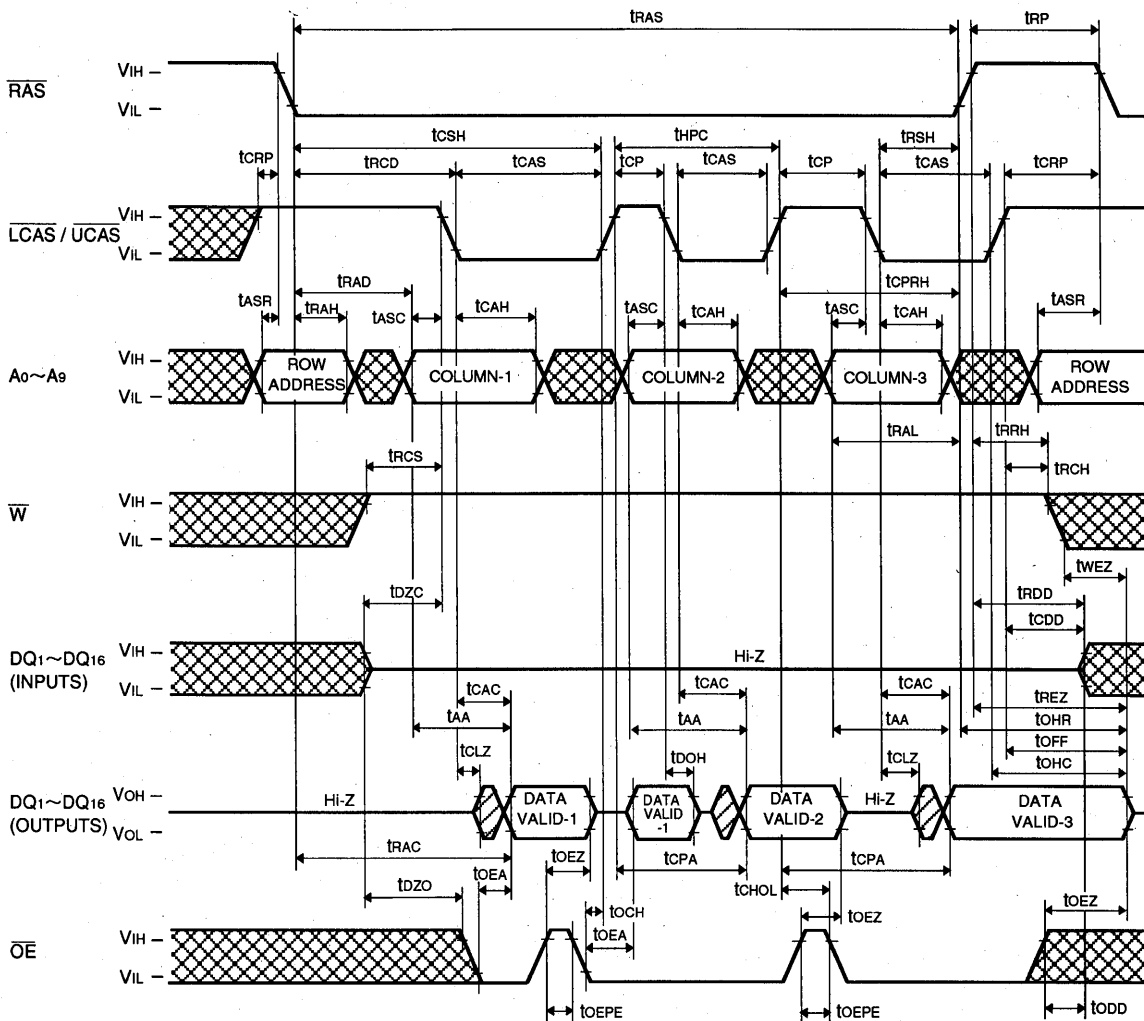 tRAS tRP
VIH
RAS
VIL
tCSH tHPC tRSH
tCRP tRCD tCAS tCP tCAS tCP tCAS tCRP
VIH
LCAS / UCAS
VIL
tRAD tCPRH
tASR tRAH tASC tCAH tASC tCAH tASC tCAH tASR
VIH
A0~A9 ROW ADDRESS COLUMN-1 COLUMN-2 COLUMN-3 ROW ADDRESS
VIL
tRAL tRRH
tRCS tRCH
VIH
W
VIL
tWEZ
tDZC tRDD
tCDD
VIH
DQ1~DQ16 Hi-Z
(INPUTS) VIL
tCAC tCAC tCAC tREZ
tAA tAA tAA tOHR
tOFF
tCLZ tDOH tCLZ tOHC
VOH
DQ1~DQ16 Hi-Z DATA VALID-1 DATA VALID -1 DATA VALID-2 Hi-Z DATA VALID-3
(OUTPUTS) VOL
tRAC tOEZ tCPA tCPA
tDZO tOEA tCHOL tOEZ
tOCH tOEZ
tOEA
VIH
OE
VIL
tOEPE tOEPE tODD